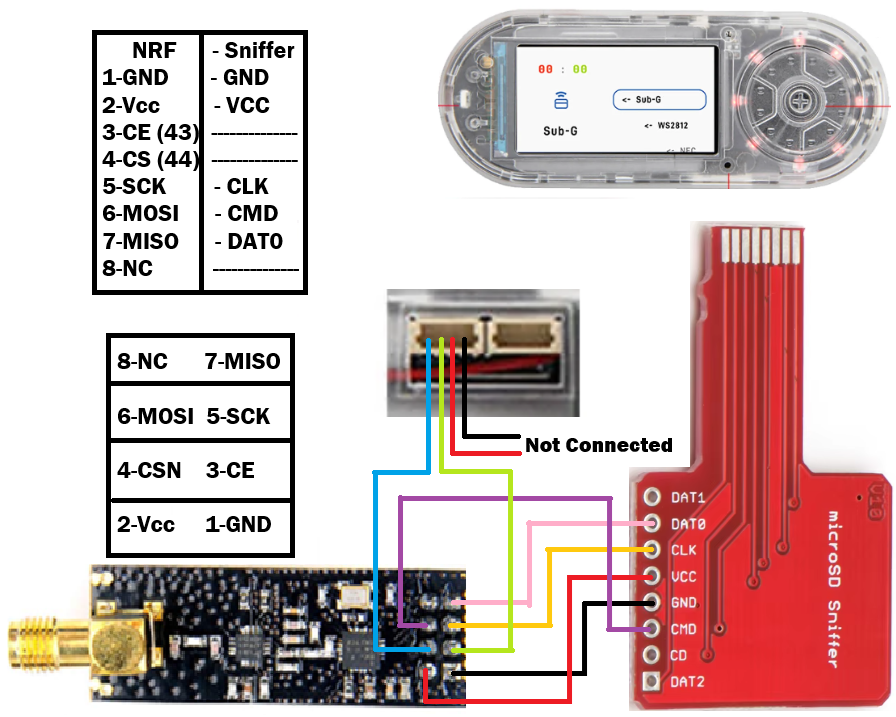 NRF - Sniffer
1-GND - GND
2-Vcc - VCC
3-CE (43) ---------------
4-CS (44) ---------------
5-SCK - CLK
6-MOSI - CMD
7-MISO - DAT0
8-NC ---------------
00 : 00
<- Sub-G
Sub-G
<- WS2812
<- NFC
8-NC 7-MISO
6-MOSI 5-SCK
4-CSN 3-CE
2-Vcc 1-GND
Not Connected
DAT1
DAT0
CLK
VCC
GND
CMD
CD
DAT2
microSD Sniffer
V10